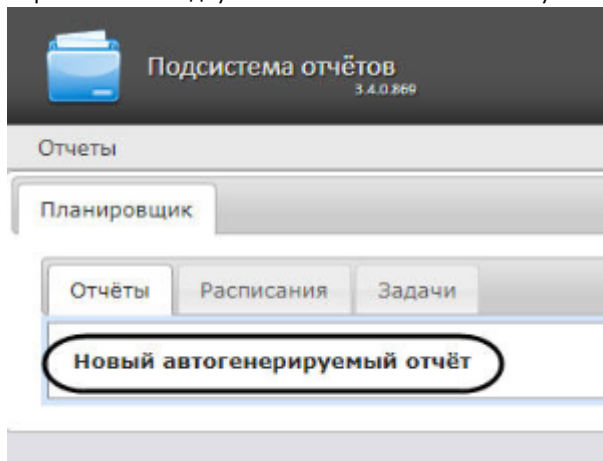 Подсистема отчётов
3.4.0.869
Отчеты
Планировщик
Отчёты Расписания Задачи
Новый автогенерируемый отчёт